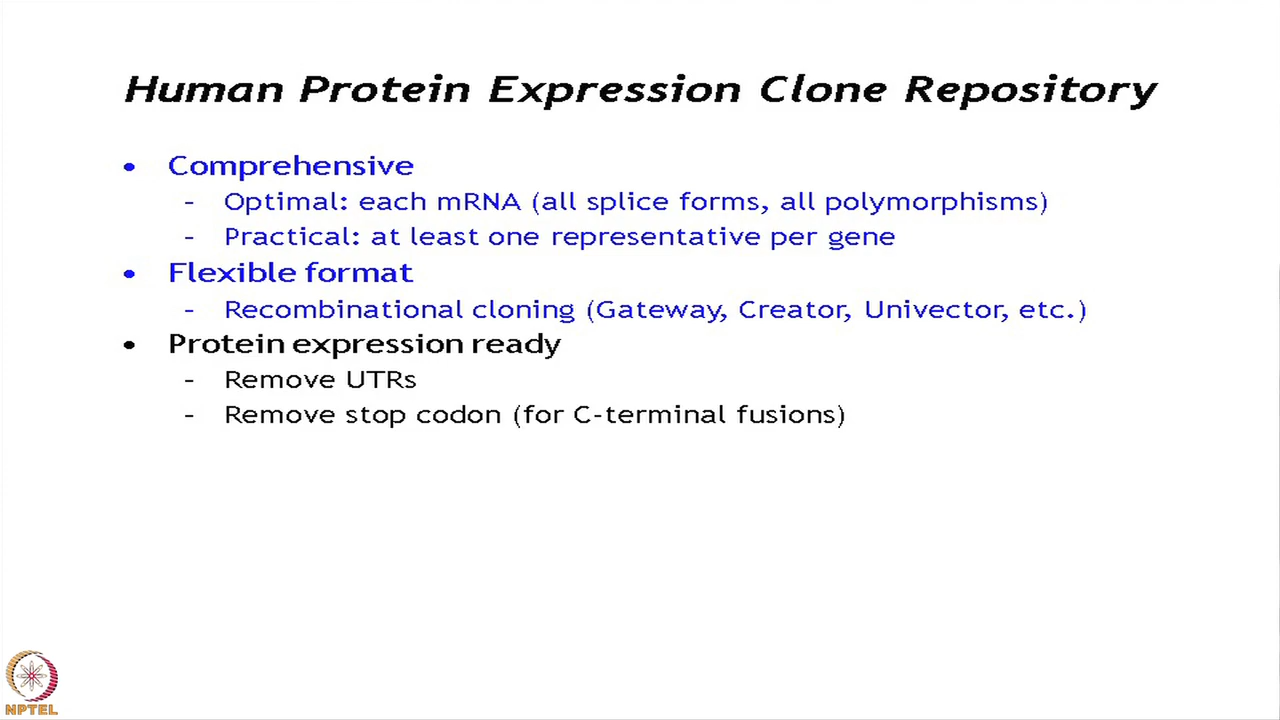 Human Protein Expression Clone Repository
• Comprehensive
- Optimal: each mRNA (all splice forms, all polymorphisms)
- Practical: at least one representative per gene
• Flexible format
- Recombinational cloning (Gateway, Creator, Univector, etc.)
• Protein expression ready
- Remove UTRs
- Remove stop codon (for C-terminal fusions)
NPTEL